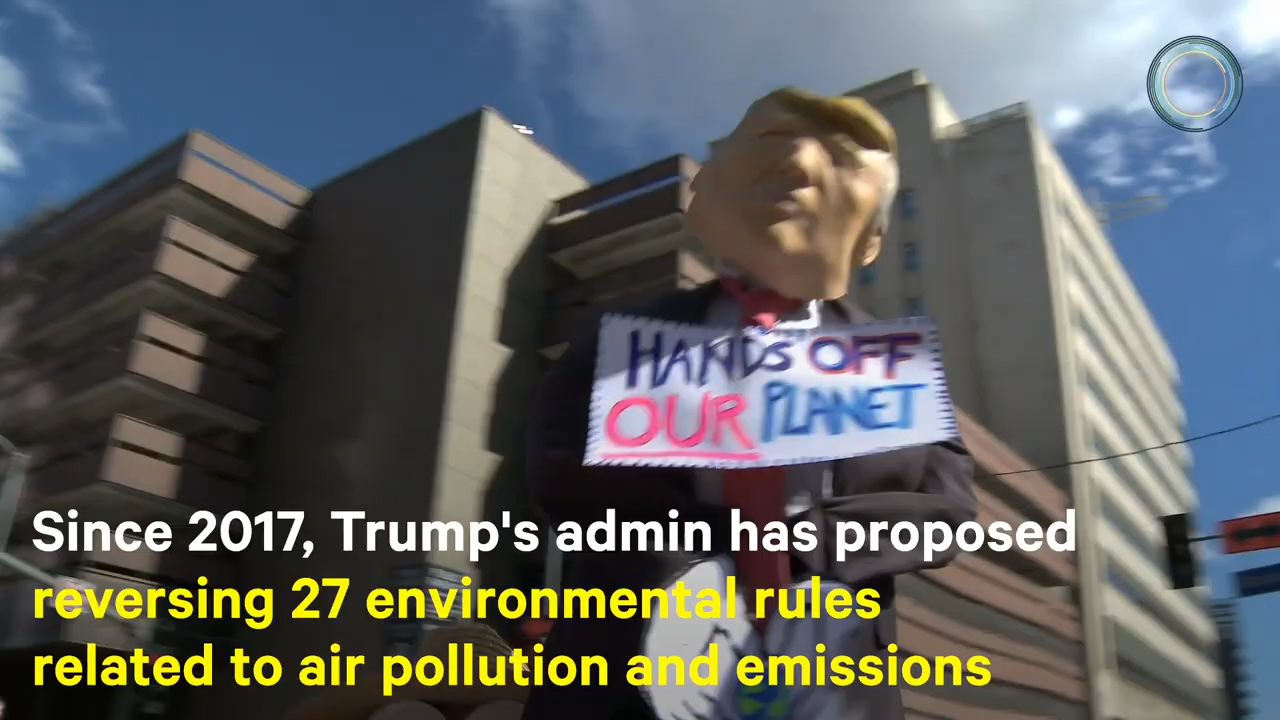 HANDS OFF
OUR PLANET
Since 2017, Trump's admin has proposed
reversing 27 environmental rules
related to air pollution and emissions